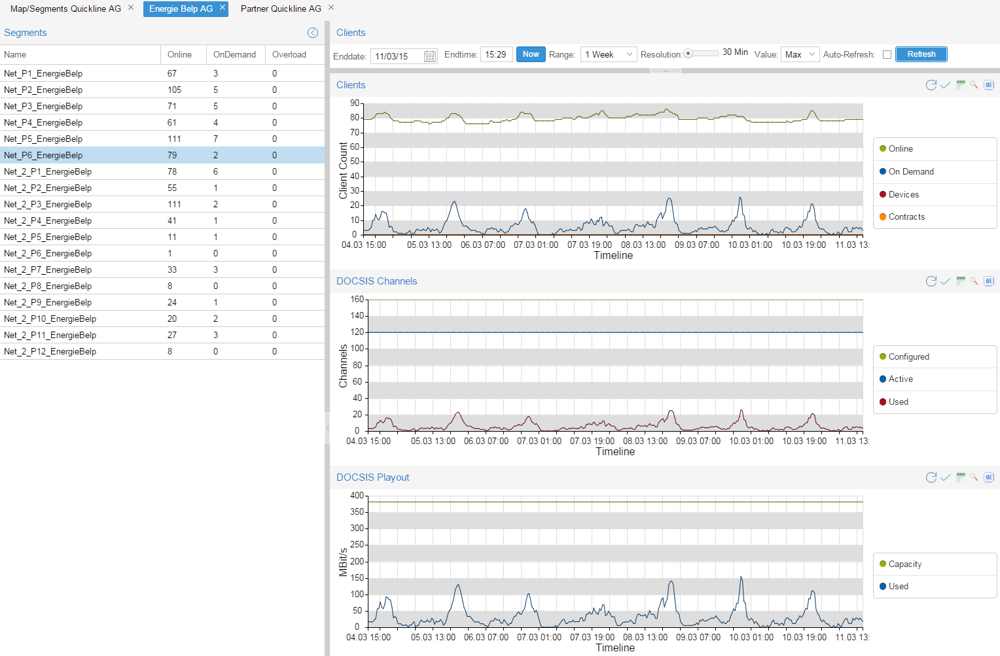 Map/Segments Quickline AG Energie Belp AG Partner Quickline AG
Segments
Name Online OnDemand Overload
Net_P1_EnergieBelp 67 3 0
Net_P2_EnergieBelp 105 5 0
Net_P3_EnergieBelp 71 5 0
Net_P4_EnergieBelp 61 4 0
Net_P5_EnergieBelp 111 7 0
Net_P6_EnergieBelp 79 2 0
Net_2_P1_EnergieBelp 78 6 0
Net_2_P2_EnergieBelp 55 1 0
Net_2_P3_EnergieBelp 111 2 0
Net_2_P4_EnergieBelp 41 1 0
Net_2_P5_EnergieBelp 11 1 0
Net_2_P6_EnergieBelp 1 0 0
Net_2_P7_EnergieBelp 33 3 0
Net_2_P8_EnergieBelp 8 0 0
Net_2_P9_EnergieBelp 24 1 0
Net_2_P10_EnergieBelp 20 2 0
Net_2_P11_EnergieBelp 27 3 0
Net_2_P12_EnergieBelp 8 0 0
Clients
Enddate: 11/03/15 Endtime: 15:29 Now Range: 1 Week Resolution: 30 Min Value: Max Auto-Refresh: Refresh
Clients
Client Count
90
80
70
60
50
40
30
20
10
0
04.03 15:00 05.03 13:00 06.03 07:00 07.03 01:00 07.03 19:00 08.03 13:00 09.03 07:00 10.03 01:00 10.03 19:00 11.03 13:
Timeline
Online
On Demand
Devices
Contracts
DOCSIS Channels
Channels
160
140
120
100
80
60
40
20
0
04.03 15:00 05.03 13:00 06.03 07:00 07.03 01:00 07.03 19:00 08.03 13:00 09.03 07:00 10.03 01:00 10.03 19:00 11.03 13:
Timeline
Configured
Active
Used
DOCSIS Playout
MBit/s
400
350
300
250
200
150
100
50
0
04.03 15:00 05.03 13:00 06.03 07:00 07.03 01:00 07.03 19:00 08.03 13:00 09.03 07:00 10.03 01:00 10.03 19:00 11.03 13:
Timeline
Capacity
Used